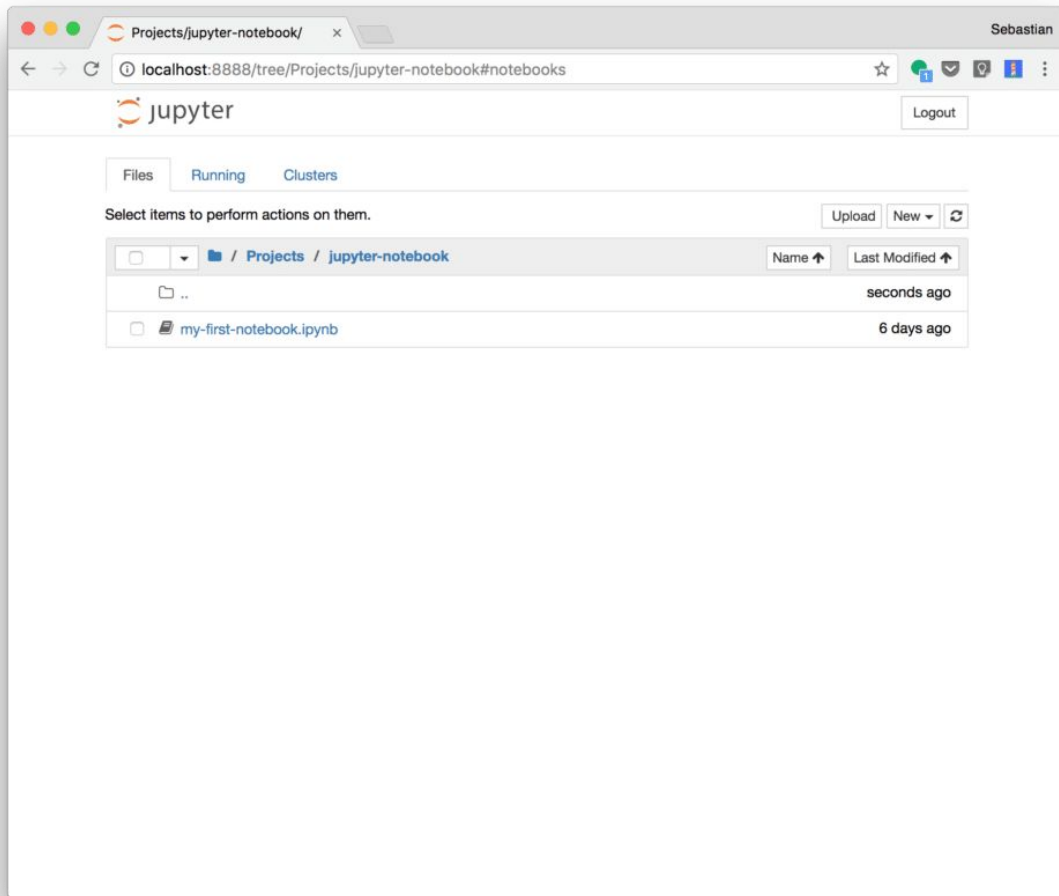 Projects/jupyter-notebook/ ×
Sebastian
localhost:8888/tree/Projects/jupyter-notebook#notebooks
1
jupyter
Logout
Files Running Clusters
Select items to perform actions on them.
Upload New
/ Projects / jupyter-notebook
Name Last Modified
.. seconds ago
my-first-notebook.ipynb 6 days ago